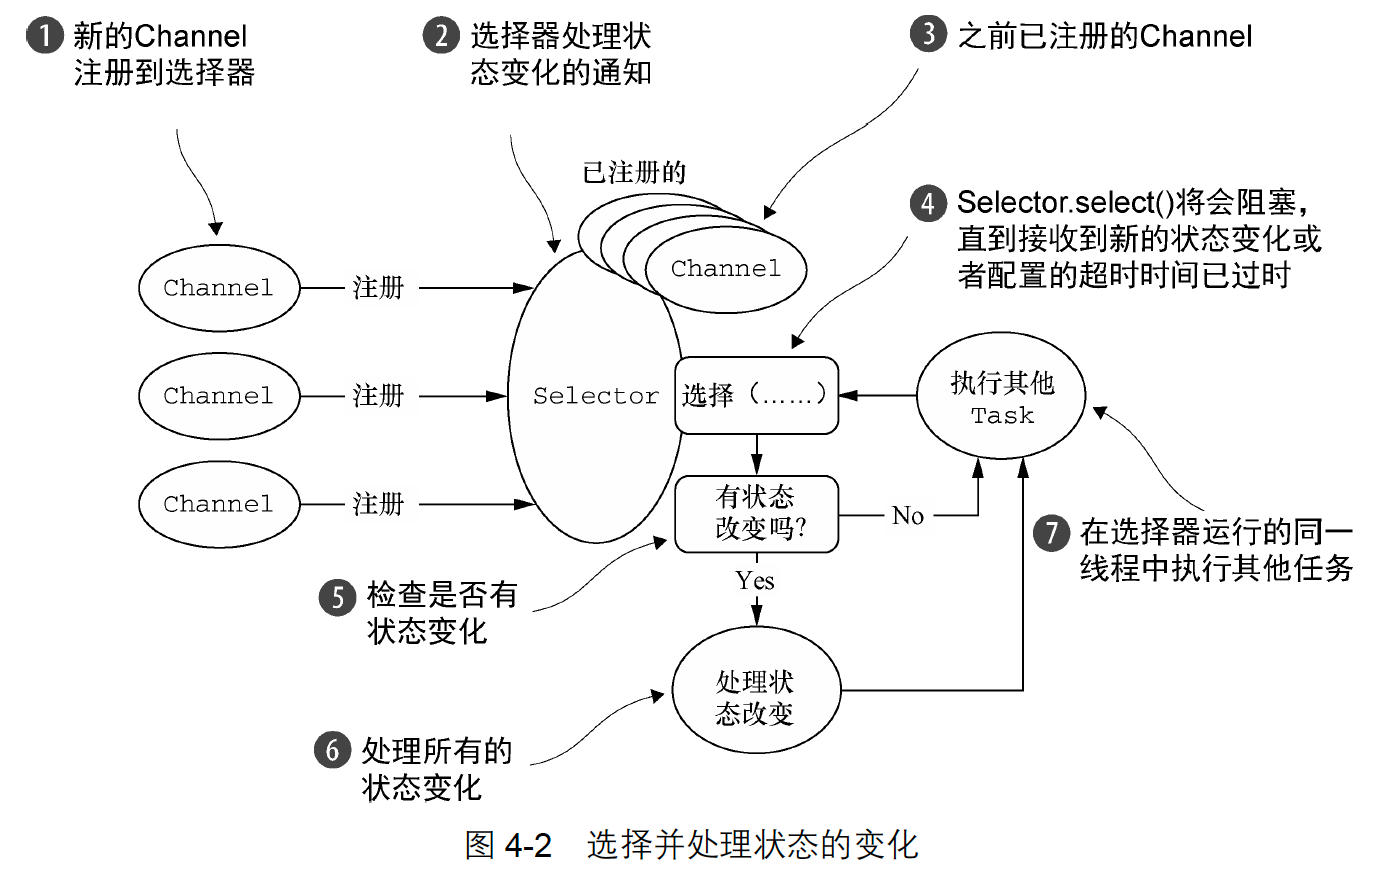 1 新的Channel
注册到选择器
2 选择器处理状
态变化的通知
3 之前已注册的Channel
已注册的
4 Selector.select()将会阻塞，
直到接收到新的状态变化或
者配置的超时时间已过时
Channel
Channel 注册
Channel 注册
Selector
选择（……）
执行其他
Task
Channel 注册
有状态
改变吗?
No
7 在选择器运行的同一
线程中执行其他任务
Yes
5 检查是否有
状态变化
处理状
态改变
6 处理所有的
状态变化
图 4-2 选择并处理状态的变化